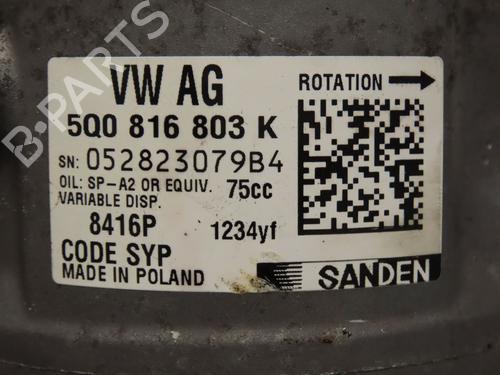 VW AG
ROTATION
5Q0 816 803 K
SN: 052823079B4
OIL: SP-A2 OR EQUIV. 75cc
VARIABLE DISP.
8416P 1234yf
CODE SYP
MADE IN POLAND
SANDEN
B-PARTS